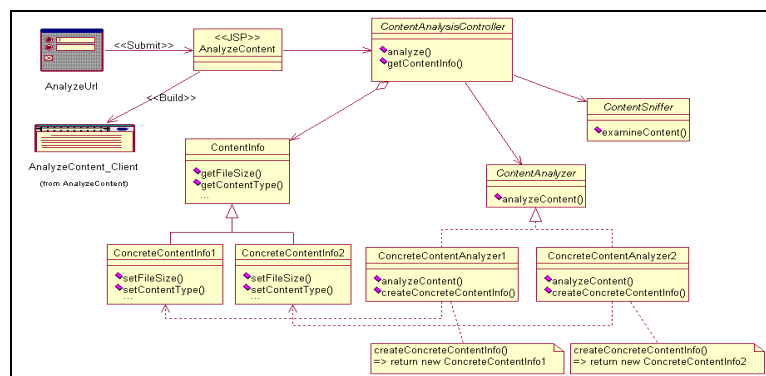 ContentAnalysisController
analyze()
getContentInfo()
<<Submit>>
<<JSP>>
AnalyzeContent
AnalyzeUrl
<<Build>>
AnalyzeContent_Client
(from AnalyzeContent)
ContentSniffer
examineContent()
ContentInfo
getFileSize()
getContentType()
...
ContentAnalyzer
analyzeContent()
ConcreteContentInfo1
setFileSize()
setContentType()
...
ConcreteContentInfo2
setFileSize()
setContentType()
...
ConcreteContentAnalyzer1
analyzeContent()
createConcreteContentInfo()
ConcreteContentAnalyzer2
analyzeContent()
createConcreteContentInfo()
createConcreteContentInfo()
=> return new ConcreteContentInfo1
createConcreteContentInfo()
=> return new ConcreteContentInfo2